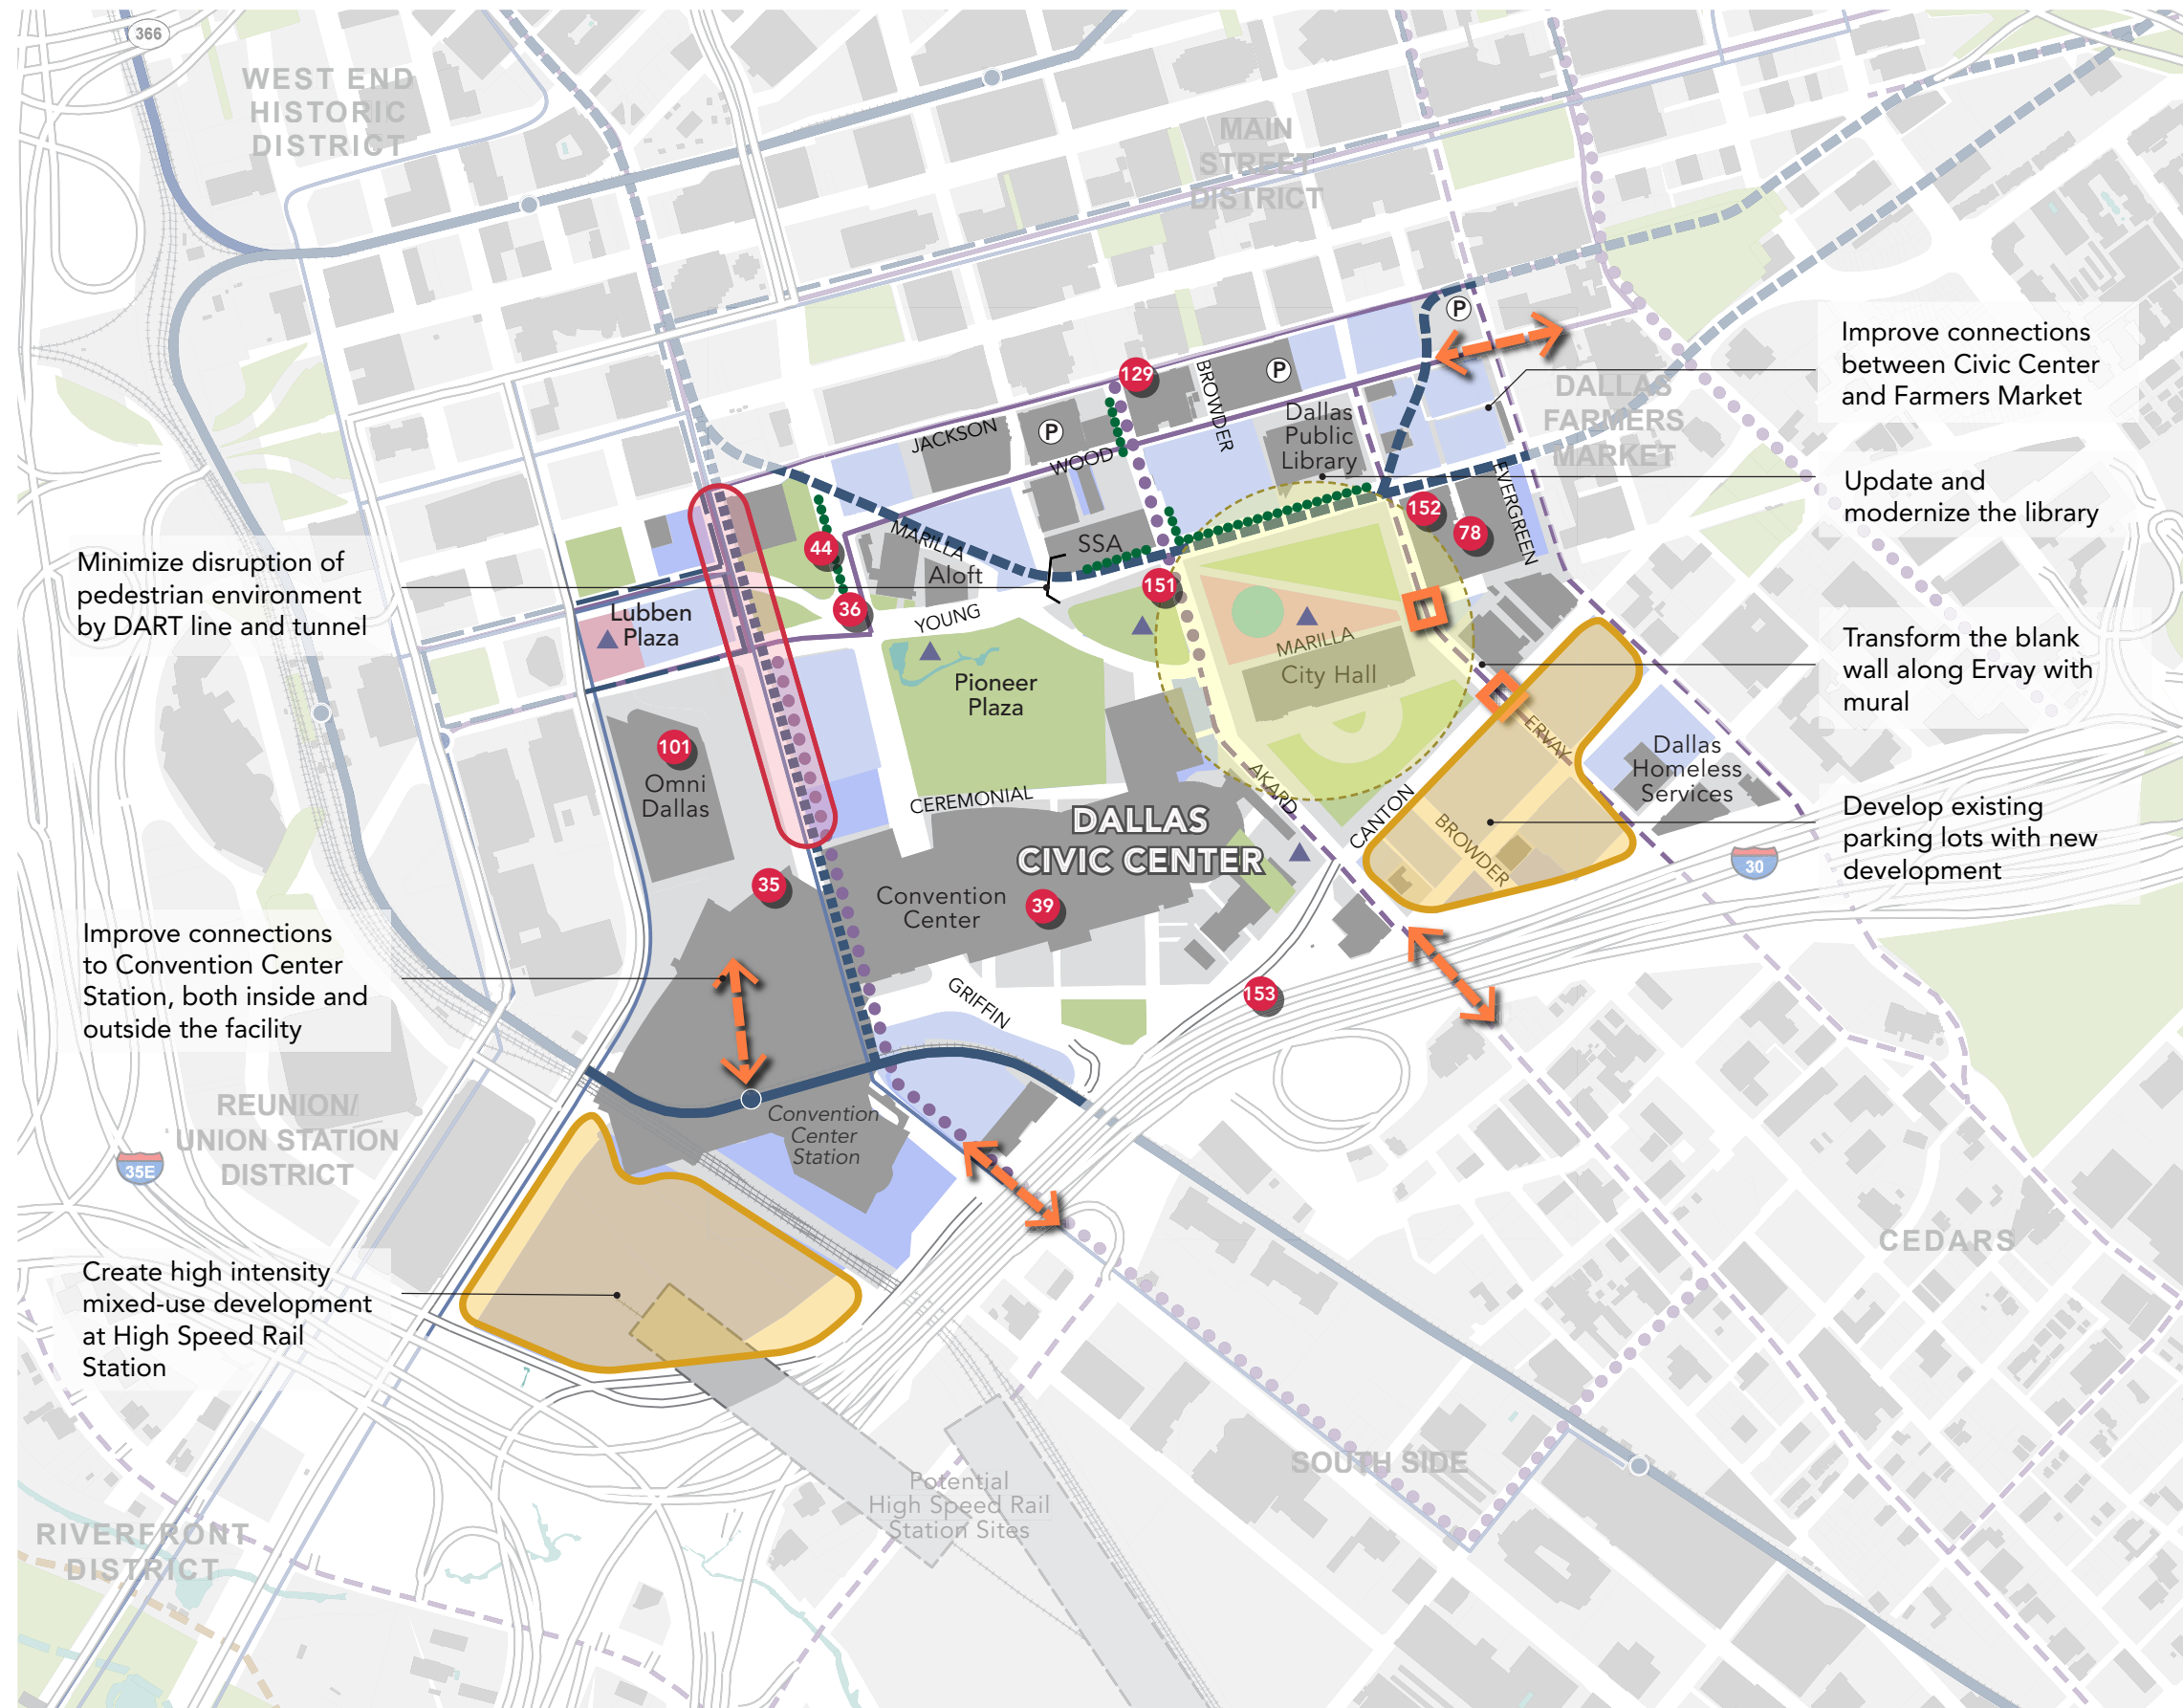 366
WEST END
HISTORIC
DISTRICT
MAIN
STREET
DISTRICT
P
Improve connections
between Civic Center
and Farmers Market
DALLAS
FARMERS
MARKET
129
BROWDER
P
JACKSON
P
WOOD
Dallas
Public
Library
EVERGREEN
Update and
modernize the library
152
78
Minimize disruption of
pedestrian environment
by DART line and tunnel
44
MARILLA
SSA
Aloft
36
151
YOUNG
Lubben
Plaza
MARILLA
City Hall
Transform the blank
wall along Ervay with
mural
Pioneer
Plaza
ERVAY
101
Omni
Dallas
Dallas
Homeless
Services
CEREMONIAL
AKARD
CANTON
BROWDER
DALLAS
CIVIC CENTER
Develop existing
parking lots with new
development
30
35
Convention
Center
39
Improve connections
to Convention Center
Station, both inside and
outside the facility
GRIFFIN
153
REUNION/
UNION STATION
DISTRICT
35E
Convention
Center
Station
CEDARS
Create high intensity
mixed-use development
at High Speed Rail
Station
SOUTH SIDE
Potential
High Speed Rail
Station Sites
RIVERFRONT
DISTRICT